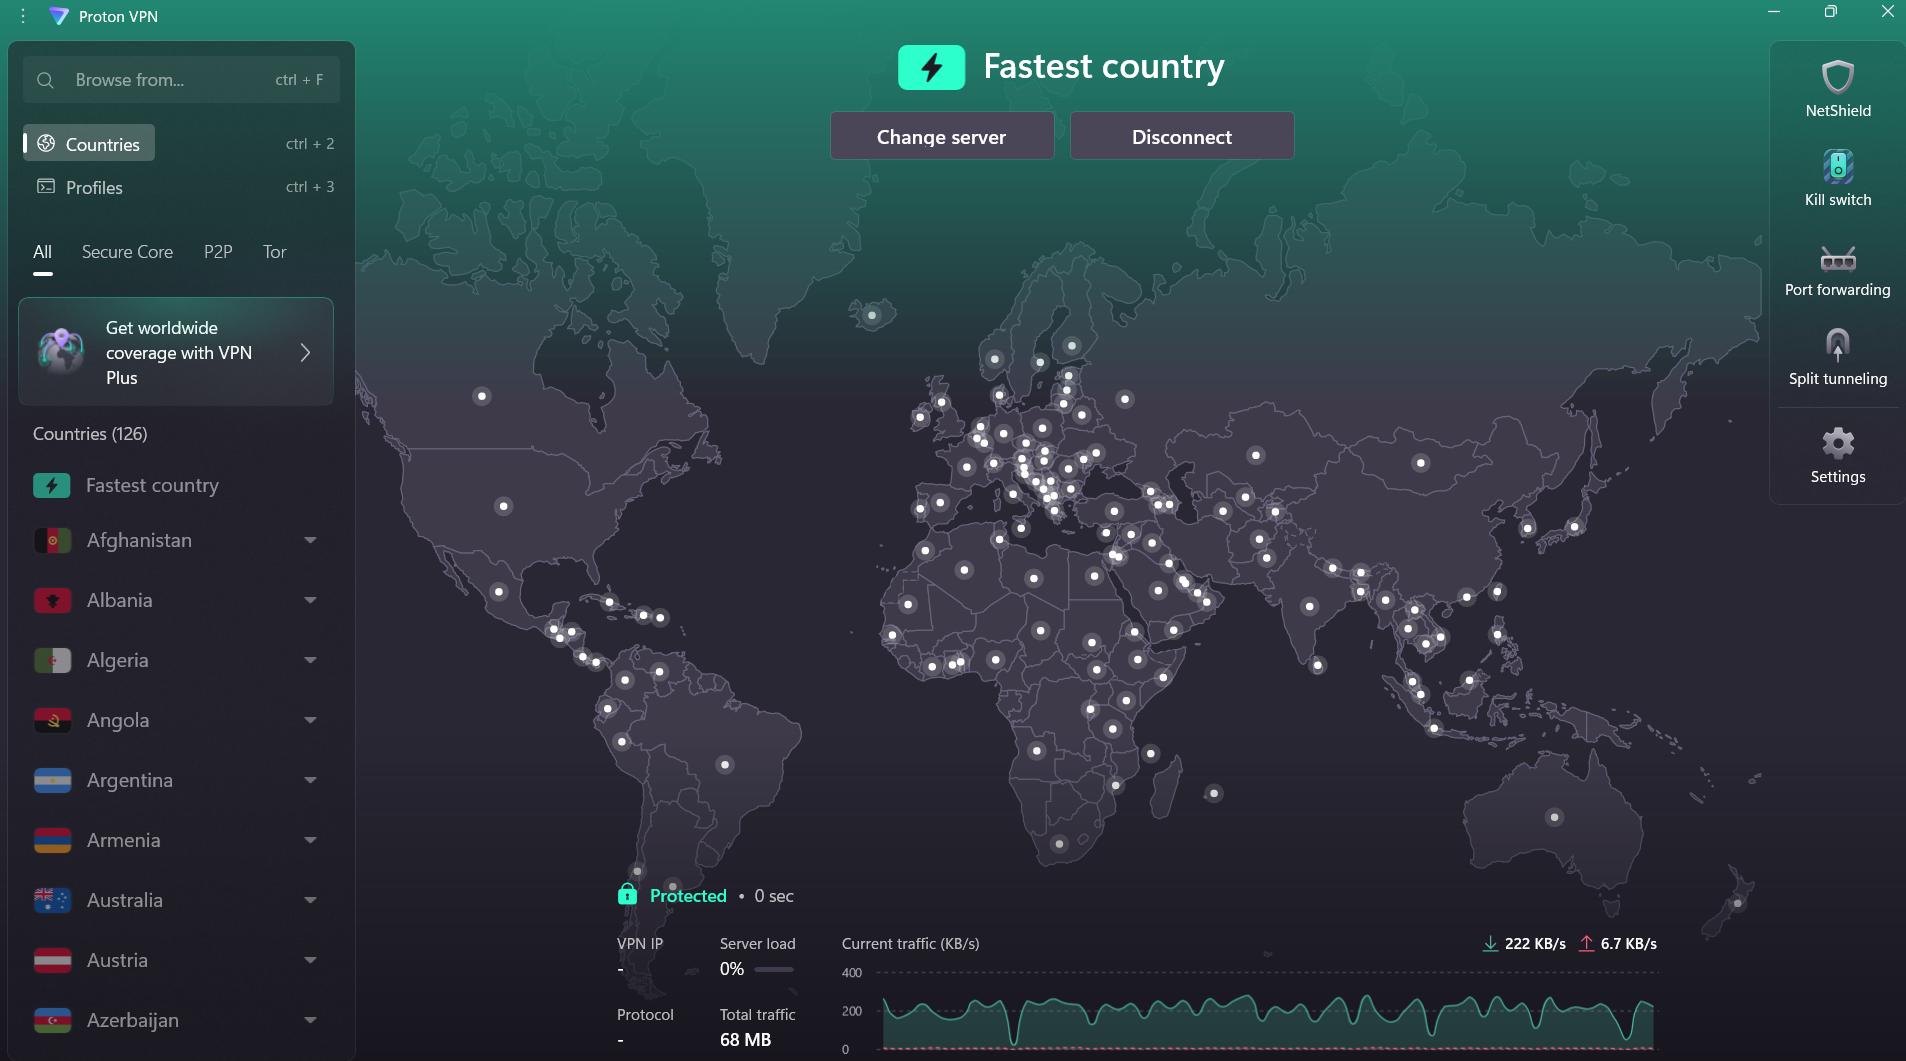 Proton VPN
Browse from...
ctrl + F
Countries
ctrl + 2
Profiles
ctrl + 3
All
Secure Core
P2P
Tor
Get worldwide
coverage with VPN
Plus
Countries (126)
Fastest country
Afghanistan
Albania
Algeria
Angola
Argentina
Armenia
Australia
Austria
Azerbaijan
Fastest country
Change server
Disconnect
Protected • 0 sec
VPN IP
-
Server load
0%
Protocol
-
Total traffic
68 MB
Current traffic (KB/s)
222 KB/s
6.7 KB/s
400
200
0
NetShield
Kill switch
Port forwarding
Split tunneling
Settings